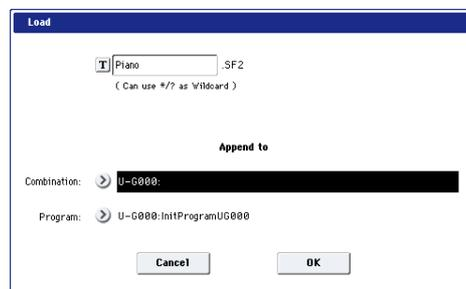 Load
T Piano .SF2
( Can use */? as Wildcard )
Append to
Combination: U-G000:
Program: U-G000:InitProgramUG000
Cancel OK